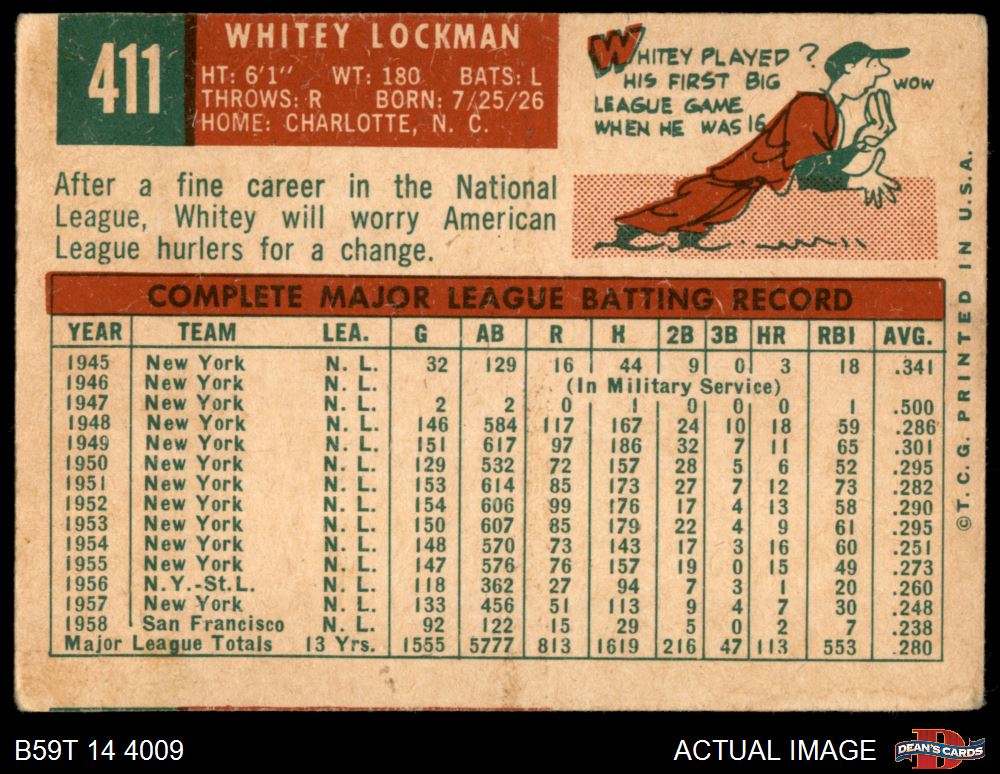 411
WHITEY LOCKMAN
HT: 6'1" WT: 180 BATS: L
THROWS: R BORN: 7/25/26
HOME: CHARLOTTE, N. C.
WHITEY PLAYED ?
HIS FIRST BIG
LEAGUE GAME
WHEN HE WAS 16
WOW
After a fine career in the National
League, Whitey will worry American
League hurlers for a change.
COMPLETE MAJOR LEAGUE BATTING RECORD
YEAR TEAM LEA. G AB R H 2B 3B HR RBI AVG.
1945 New York N. L. 32 129 16 44 9 0 3 18 .341
1946 New York N. L. (In Military Service)
1947 New York N. L. 2 2 0 1 0 0 0 1 .500
1948 New York N. L. 146 584 117 167 24 10 18 59 .286
1949 New York N. L. 151 617 97 186 32 7 11 65 .301
1950 New York N. L. 129 532 72 157 28 5 6 52 .295
1951 New York N. L. 153 614 85 173 27 7 12 73 .282
1952 New York N. L. 154 606 99 176 17 4 13 58 .290
1953 New York N. L. 150 607 85 179 22 4 9 61 .295
1954 New York N. L. 148 570 73 143 17 3 16 60 .251
1955 New York N. L. 147 576 76 157 19 0 15 49 .273
1956 N.Y.-St.L. N. L. 118 362 27 94 7 3 1 20 .260
1957 New York N. L. 133 456 51 113 9 4 7 30 .248
1958 San Francisco N. L. 92 122 15 29 5 0 2 7 .238
Major League Totals 13 Yrs. 1555 5777 813 1619 216 47 113 553 .280
©T.C.G. PRINTED IN U.S.A.
B59T 14 4009
ACTUAL IMAGE
DEAN'S CARDS